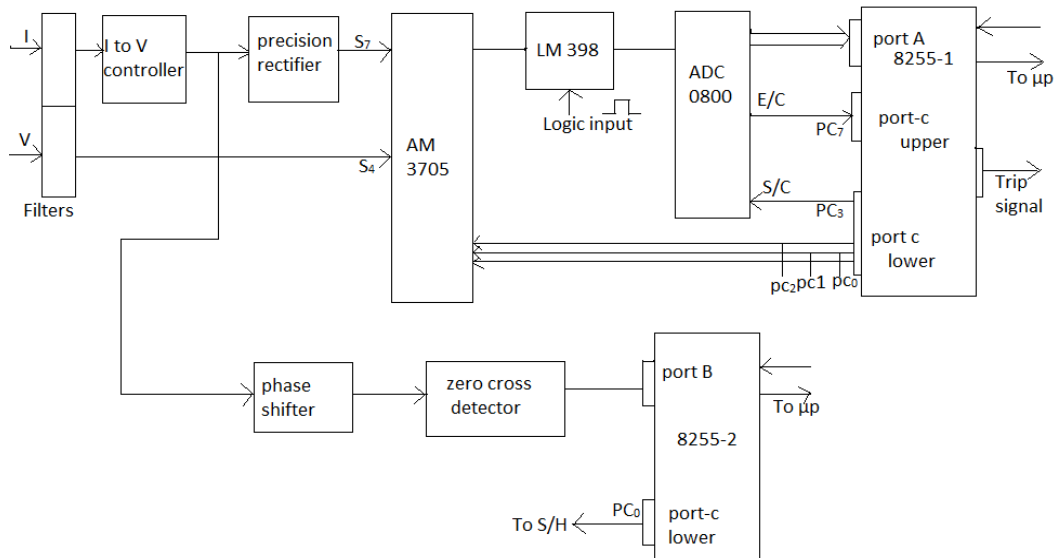 I
I to V
controller
precision
rectifier
S₇
AM
3705
LM 398
Logic input
ADC
0800
E/C
PC₇
S/C
PC₃
port A
8255-1
port-c
upper
port c
lower
To µp
Trip
signal
V
Filters
S₄
pc₂
pc1
pc₀
phase
shifter
zero cross
detector
port B
8255-2
To µp
To S/H
PC₀
port-c
lower